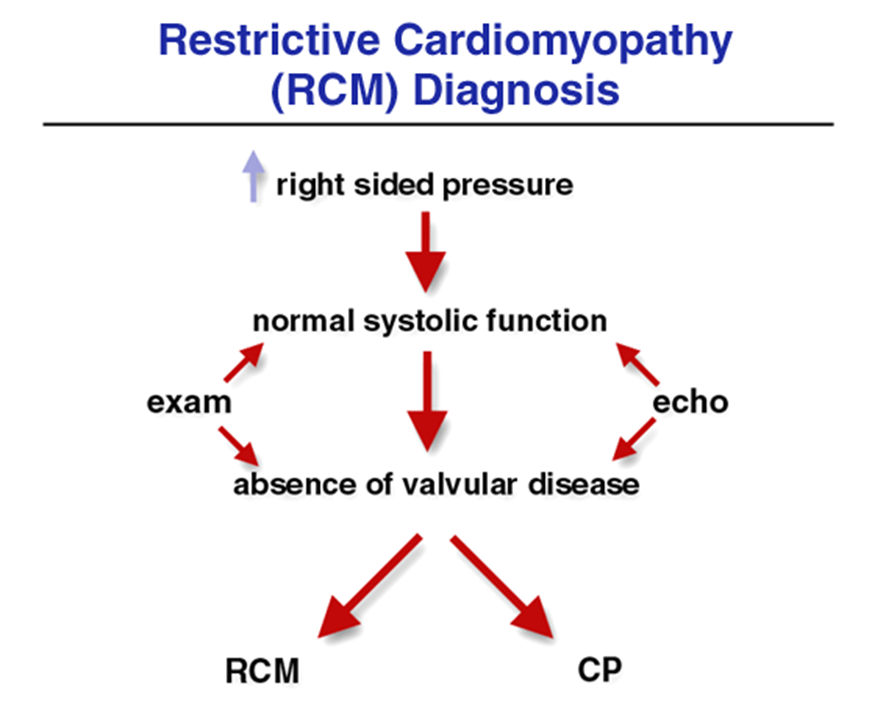 Restrictive Cardiomyopathy
(RCM) Diagnosis
right sided pressure
normal systolic function
exam
echo
absence of valvular disease
RCM
CP